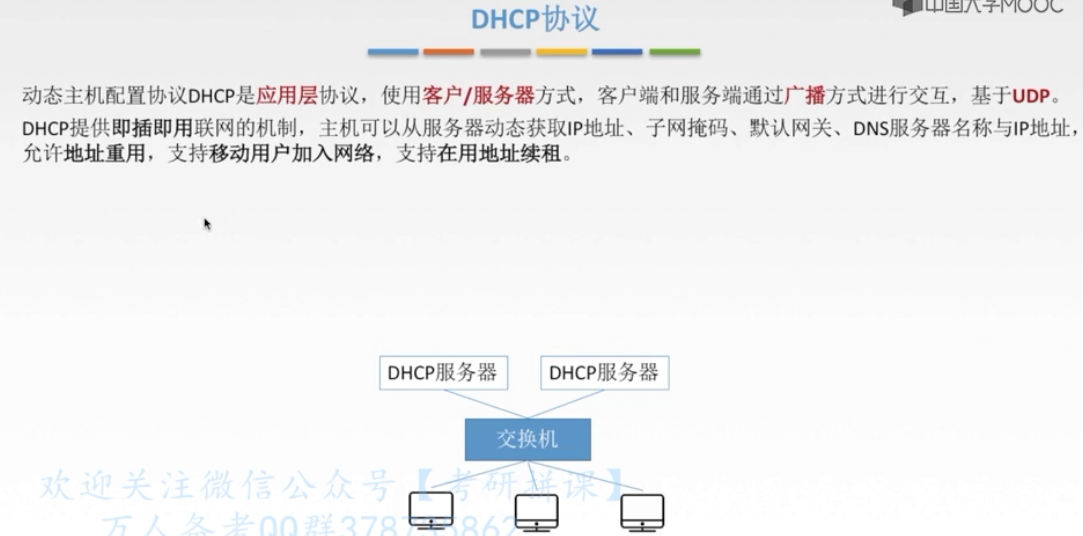 中国大学MOOC
DHCP协议
动态主机配置协议DHCP是应用层协议，使用客户/服务器方式，客户端和服务端通过广播方式进行交互，基于UDP。
DHCP提供即插即用联网的机制，主机可以从服务器动态获取IP地址、子网掩码、默认网关、DNS服务器名称与IP地址，
允许地址重用，支持移动用户加入网络，支持在用地址续租。
DHCP服务器
DHCP服务器
交换机
欢迎关注微信公众号【考研拼课】
万人备考QQ群378735862